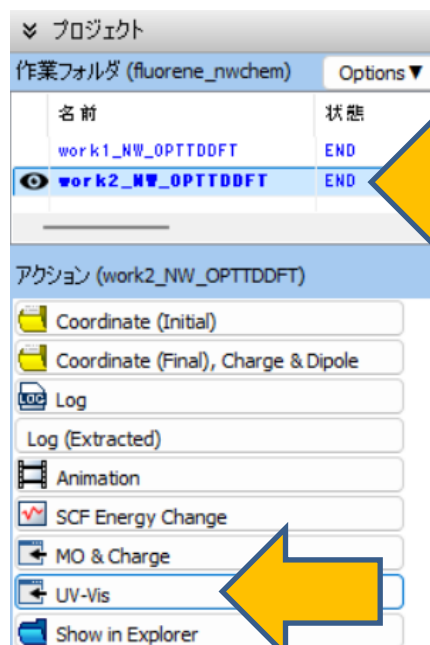 プロジェクト
作業フォルダ (fluorene_nwchem) Options▼
名前 状態
work1_NW_OPTTDDFT END
work2_NW_OPTTDDFT END
アクション (work2_NW_OPTTDDFT)
Coordinate (Initial)
Coordinate (Final), Charge & Dipole
LOG Log
Log (Extracted)
Animation
SCF Energy Change
MO & Charge
UV-Vis
Show in Explorer